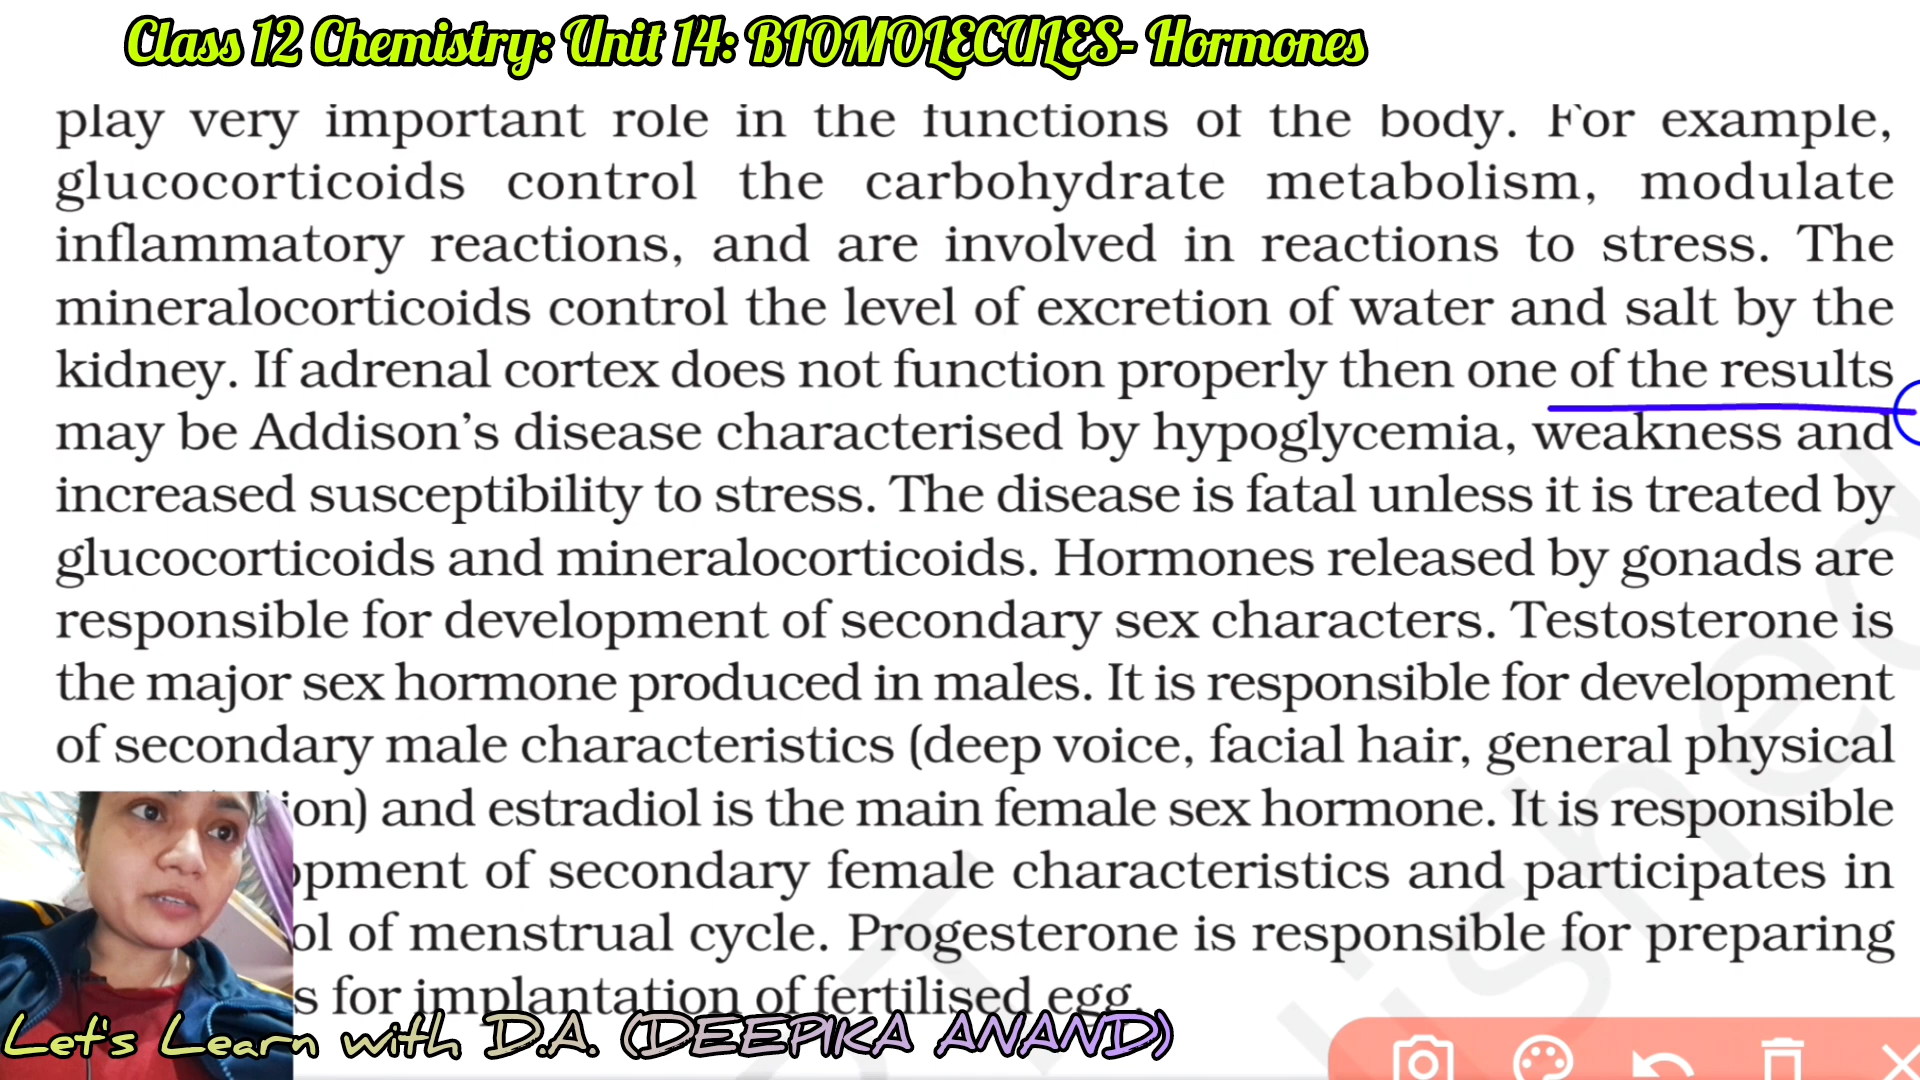 Class 12 Chemistry: Unit 14: BIOMOLECULES- Hormones
play very important role in the functions of the body. For example,
glucocorticoids control the carbohydrate metabolism, modulate
inflammatory reactions, and are involved in reactions to stress. The
mineralocorticoids control the level of excretion of water and salt by the
kidney. If adrenal cortex does not function properly then one of the results
may be Addison's disease characterised by hypoglycemia, weakness and
increased susceptibility to stress. The disease is fatal unless it is treated by
glucocorticoids and mineralocorticoids. Hormones released by gonads are
responsible for development of secondary sex characters. Testosterone is
the major sex hormone produced in males. It is responsible for development
of secondary male characteristics (deep voice, facial hair, general physical
ion) and estradiol is the main female sex hormone. It is responsible
pment of secondary female characteristics and participates in
ol of menstrual cycle. Progesterone is responsible for preparing
s for implantation of fertilised egg.
Let's Learn with D.A. (DEEPIKA ANAND)